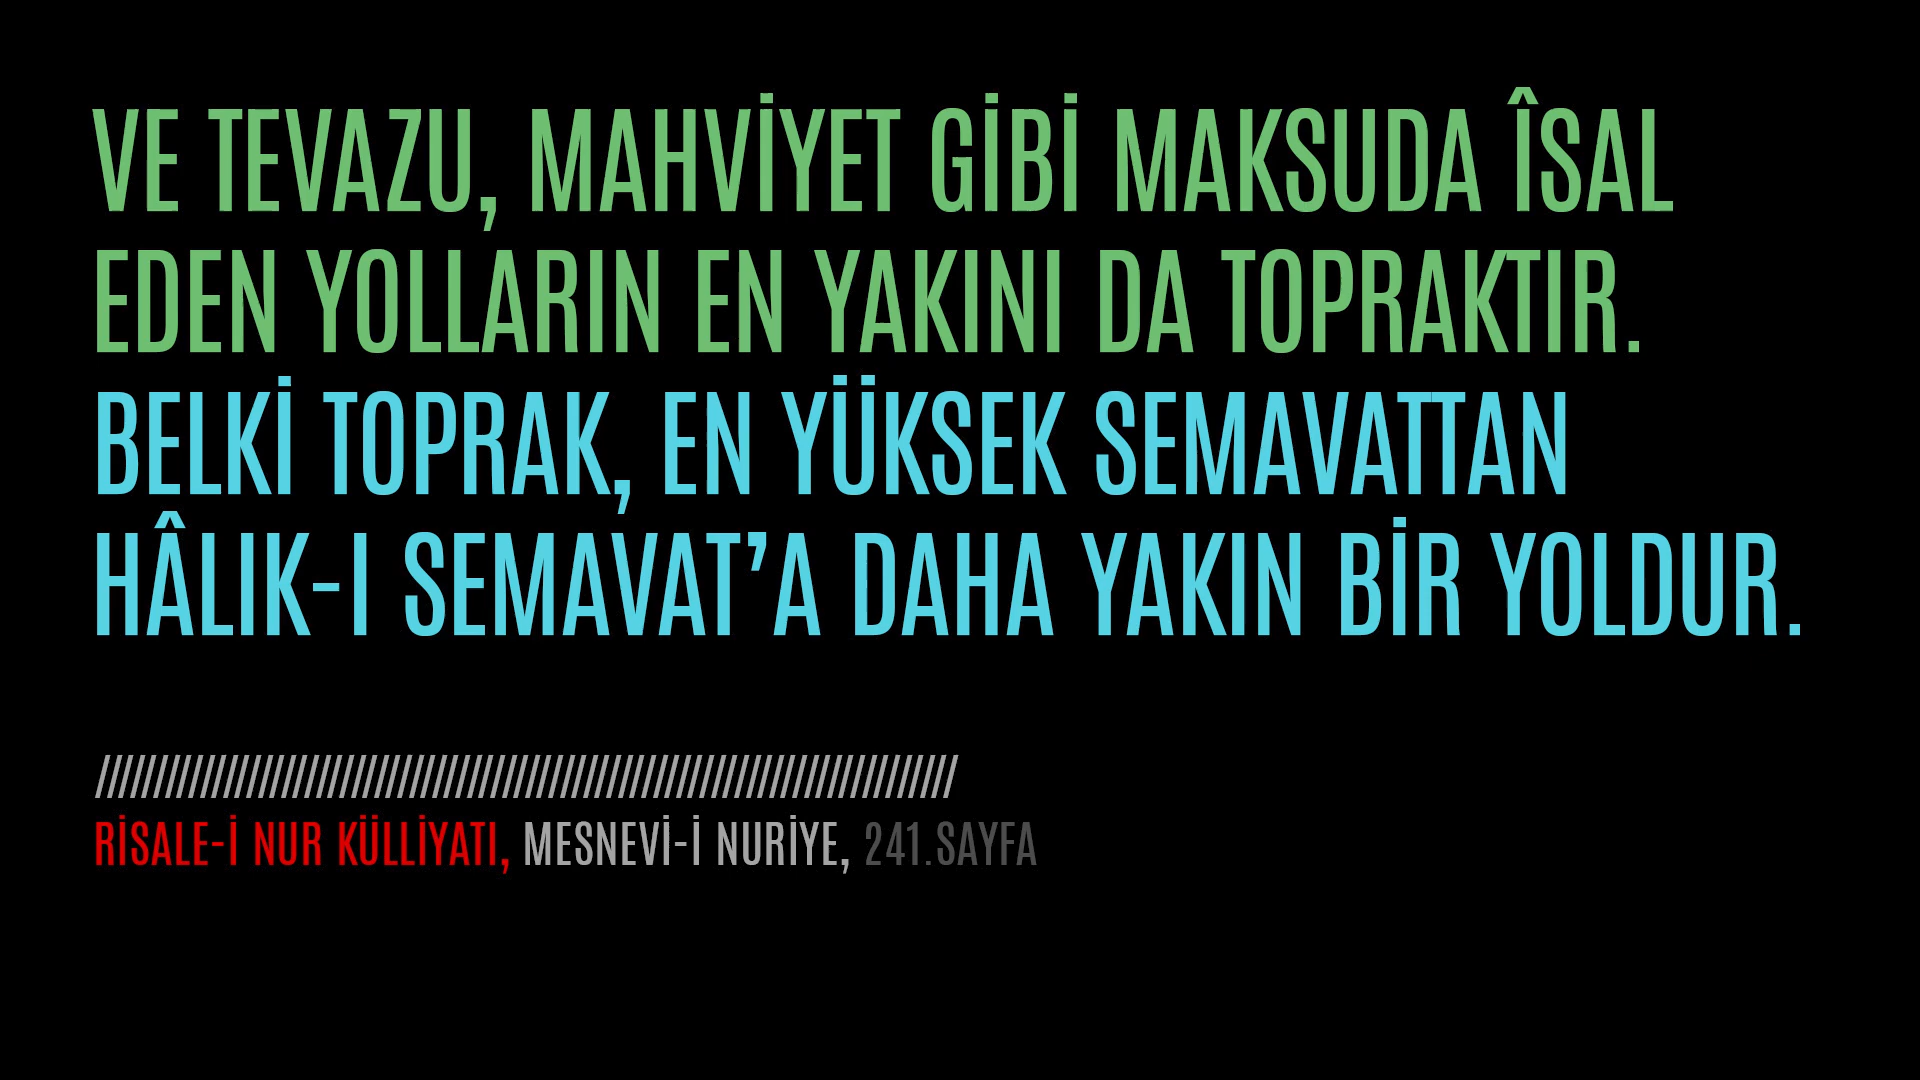 VE TEVAZU, MAHVİYET GİBİ MAKSUDA ÎSAL
EDEN YOLLARIN EN YAKINI DA TOPRAKTIR.
BELKİ TOPRAK, EN YÜKSEK SEMAVATTAN
HÂLIK-I SEMAVAT’A DAHA YAKIN BİR YOLDUR.
//////////////////////////////////////////////////////////////////////////
RİSALE-İ NUR KÜLLİYATI, MESNEVİ-İ NURİYE, 241.SAYFA